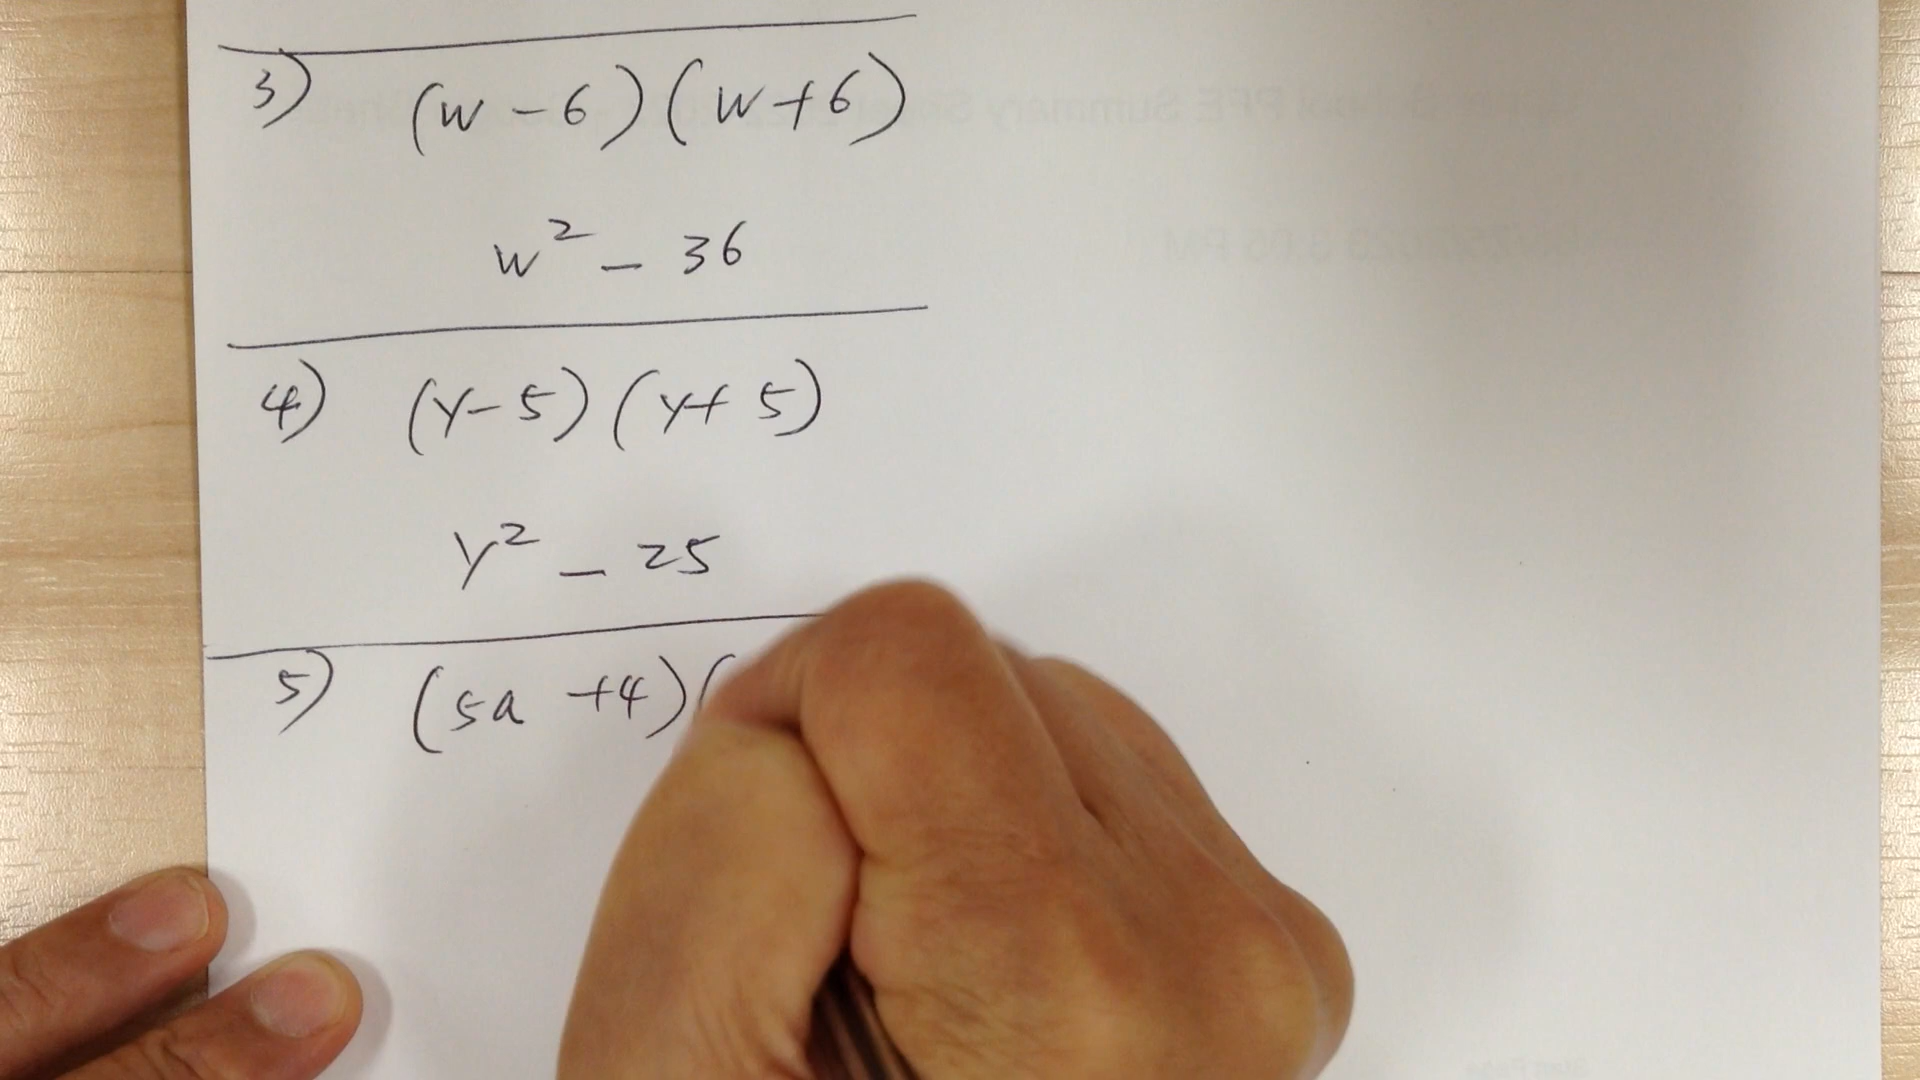 3) (w - 6) (w + 6)
w² - 36
4) (y - 5) (y + 5)
y² - 25
5) (5a + 4) (